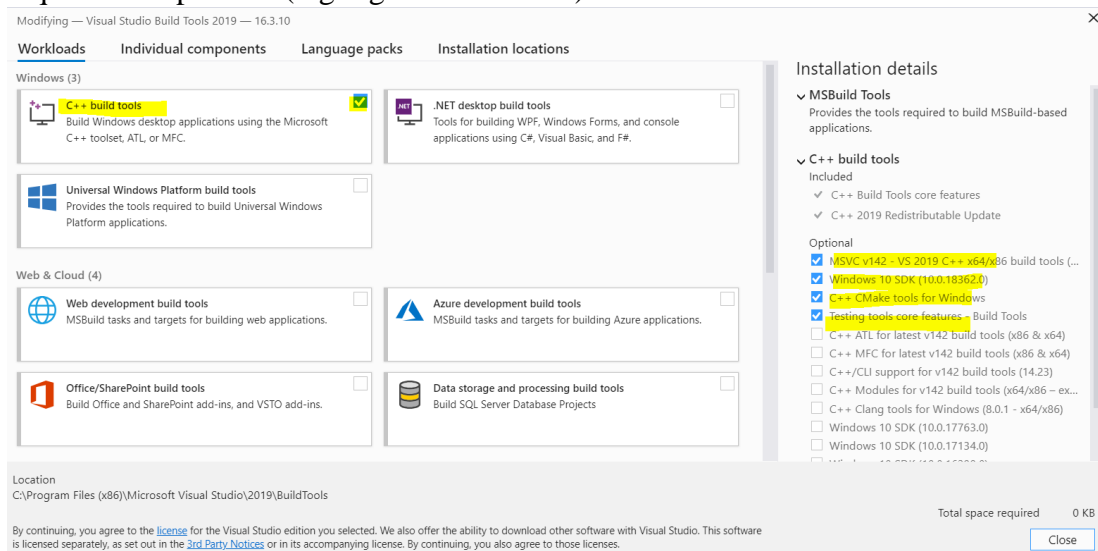 Modifying — Visual Studio Build Tools 2019 — 16.3.10
Workloads Individual components Language packs Installation locations
Windows (3)
C++ build tools
Build Windows desktop applications using the Microsoft
C++ toolset, ATL, or MFC.
.NET desktop build tools
Tools for building WPF, Windows Forms, and console
applications using C#, Visual Basic, and F#.
Universal Windows Platform build tools
Provides the tools required to build Universal Windows
Platform applications.
Web & Cloud (4)
Web development build tools
MSBuild tasks and targets for building web applications.
Azure development build tools
MSBuild tasks and targets for building Azure applications.
Office/SharePoint build tools
Build Office and SharePoint add-ins, and VSTO add-ins.
Data storage and processing build tools
Build SQL Server Database Projects
Installation details
MSBuild Tools
Provides the tools required to build MSBuild-based
applications.
C++ build tools
Included
C++ Build Tools core features
C++ 2019 Redistributable Update
Optional
MSVC v142 - VS 2019 C++ x64/x86 build tools (...
Windows 10 SDK (10.0.18362.0)
C++ CMake tools for Windows
Testing tools core features - Build Tools
C++ ATL for latest v142 build tools (x86 & x64)
C++ MFC for latest v142 build tools (x86 & x64)
C++/CLI support for v142 build tools (14.23)
C++ Modules for v142 build tools (x64/x86 – ex...
C++ Clang tools for Windows (8.0.1 - x64/x86)
Windows 10 SDK (10.0.17763.0)
Windows 10 SDK (10.0.17134.0)
Location
C:\Program Files (x86)\Microsoft Visual Studio\2019\BuildTools
Total space required 0 KB
By continuing, you agree to the license for the Visual Studio edition you selected. We also offer the ability to download other software with Visual Studio. This software
is licensed separately, as set out in the 3rd Party Notices or in its accompanying license. By continuing, you also agree to those licenses.
Close